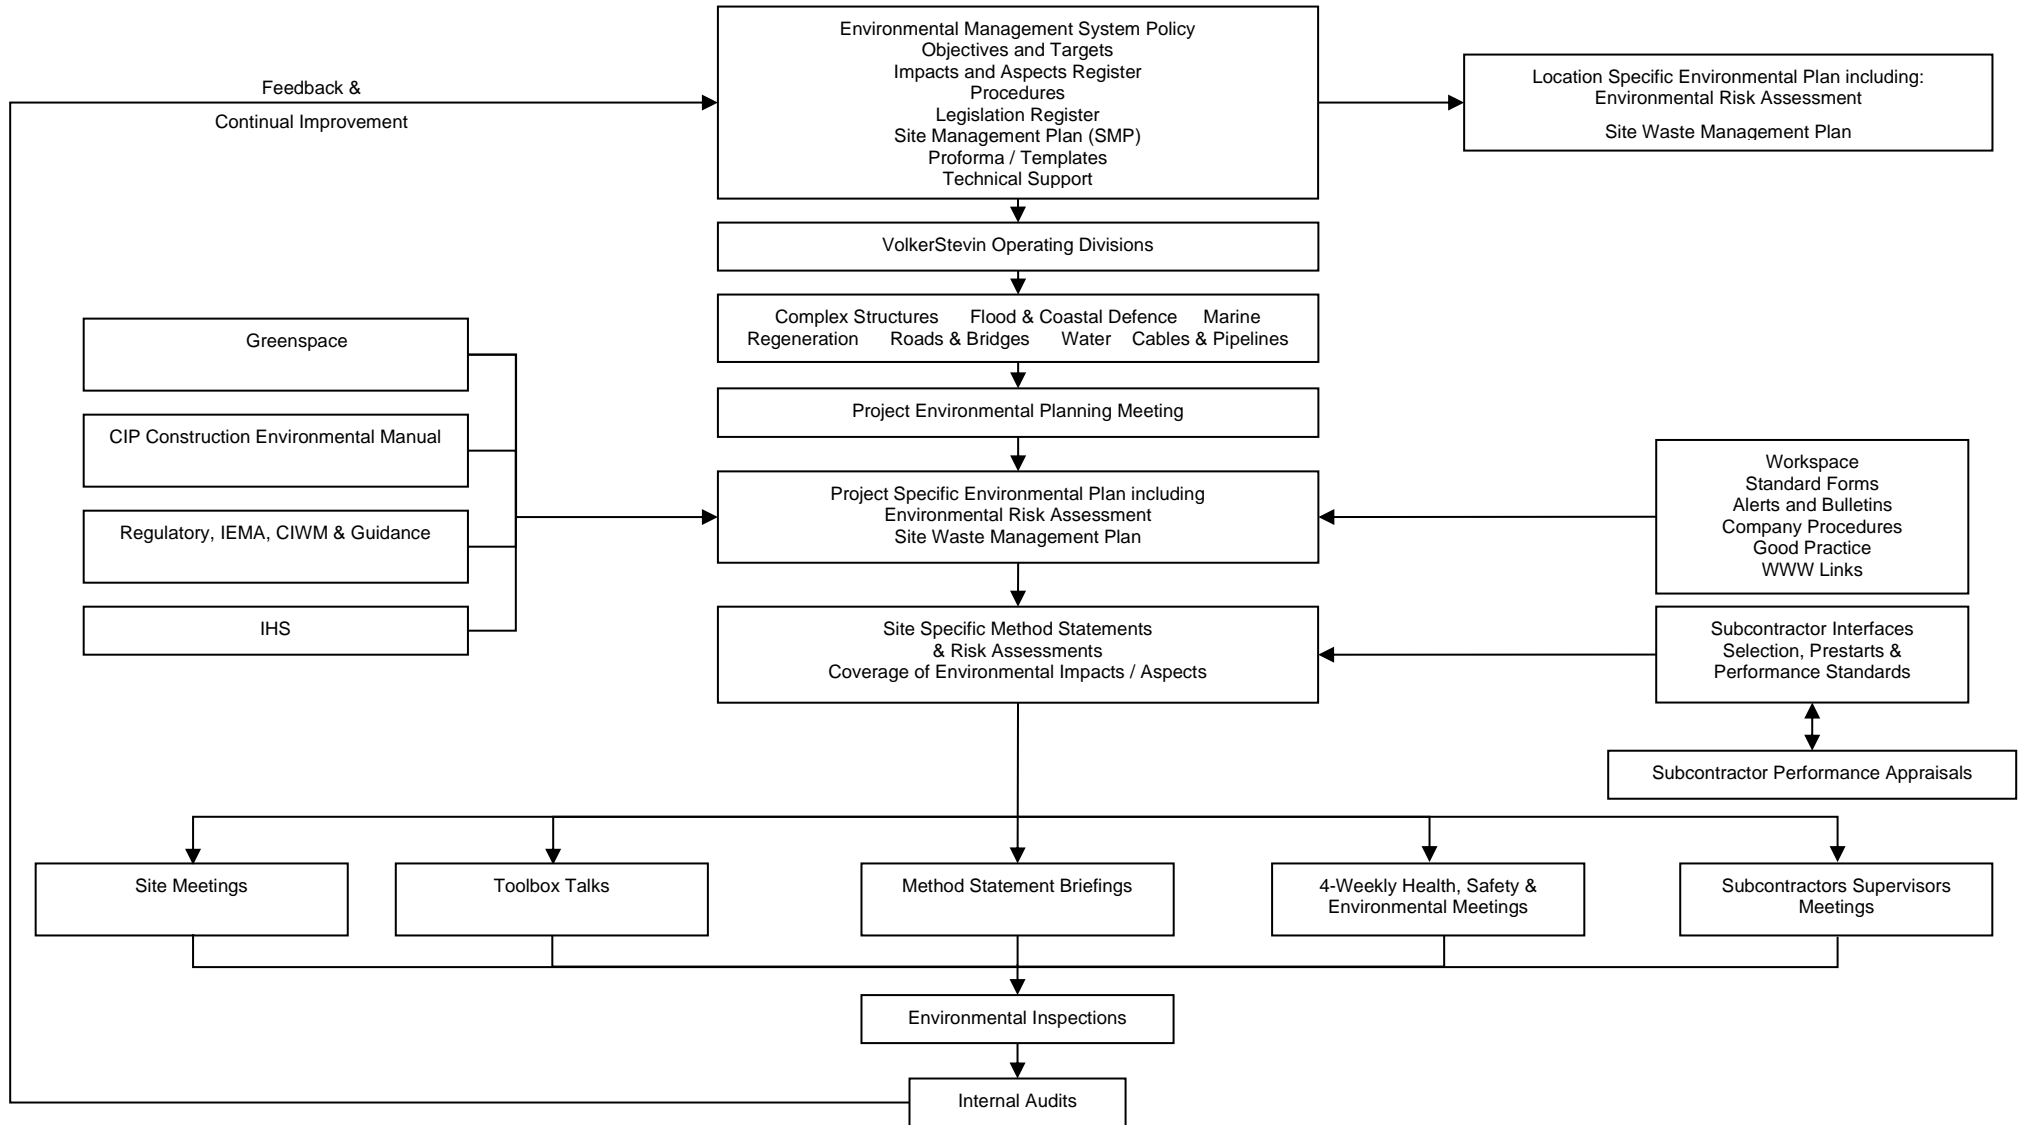 Environmental Management System Policy
Objectives and Targets
Impacts and Aspects Register
Procedures
Legislation Register
Site Management Plan (SMP)
Proforma / Templates
Technical Support
Feedback &
Continual Improvement
Location Specific Environmental Plan including:
Environmental Risk Assessment
Site Waste Management Plan
VolkerStevin Operating Divisions
Complex Structures Flood & Coastal Defence Marine
Regeneration Roads & Bridges Water Cables & Pipelines
Project Environmental Planning Meeting
Greenspace
CIP Construction Environmental Manual
Regulatory, IEMA, CIWM & Guidance
IHS
Project Specific Environmental Plan including
Environmental Risk Assessment
Site Waste Management Plan
Workspace
Standard Forms
Alerts and Bulletins
Company Procedures
Good Practice
WWW Links
Site Specific Method Statements
& Risk Assessments
Coverage of Environmental Impacts / Aspects
Subcontractor Interfaces
Selection, Prestarts &
Performance Standards
Subcontractor Performance Appraisals
Site Meetings
Toolbox Talks
Method Statement Briefings
4-Weekly Health, Safety &
Environmental Meetings
Subcontractors Supervisors
Meetings
Environmental Inspections
Internal Audits